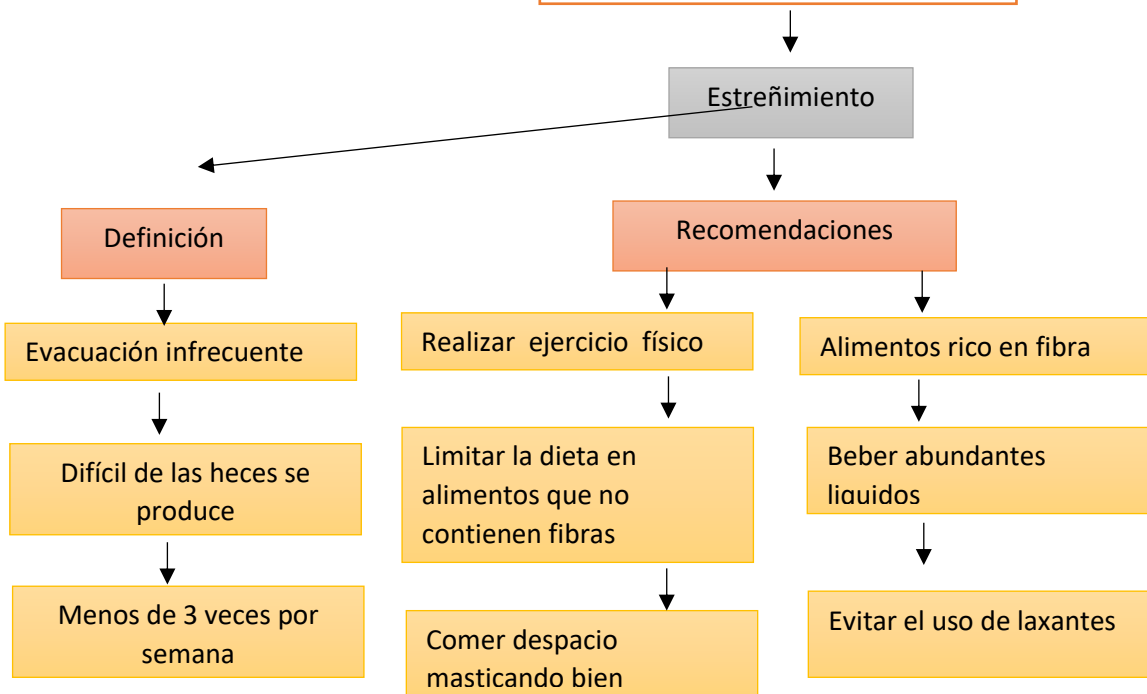 Estreñimiento
Definición
Recomendaciones
Evacuación infrecuente
Difícil de las heces se
produce
Menos de 3 veces por
semana
Realizar ejercicio físico
Limitar la dieta en
alimentos que no
contienen fibras
Comer despacio
masticando bien
Alimentos rico en fibra
Beber abundantes
liquidos
Evitar el uso de laxantes